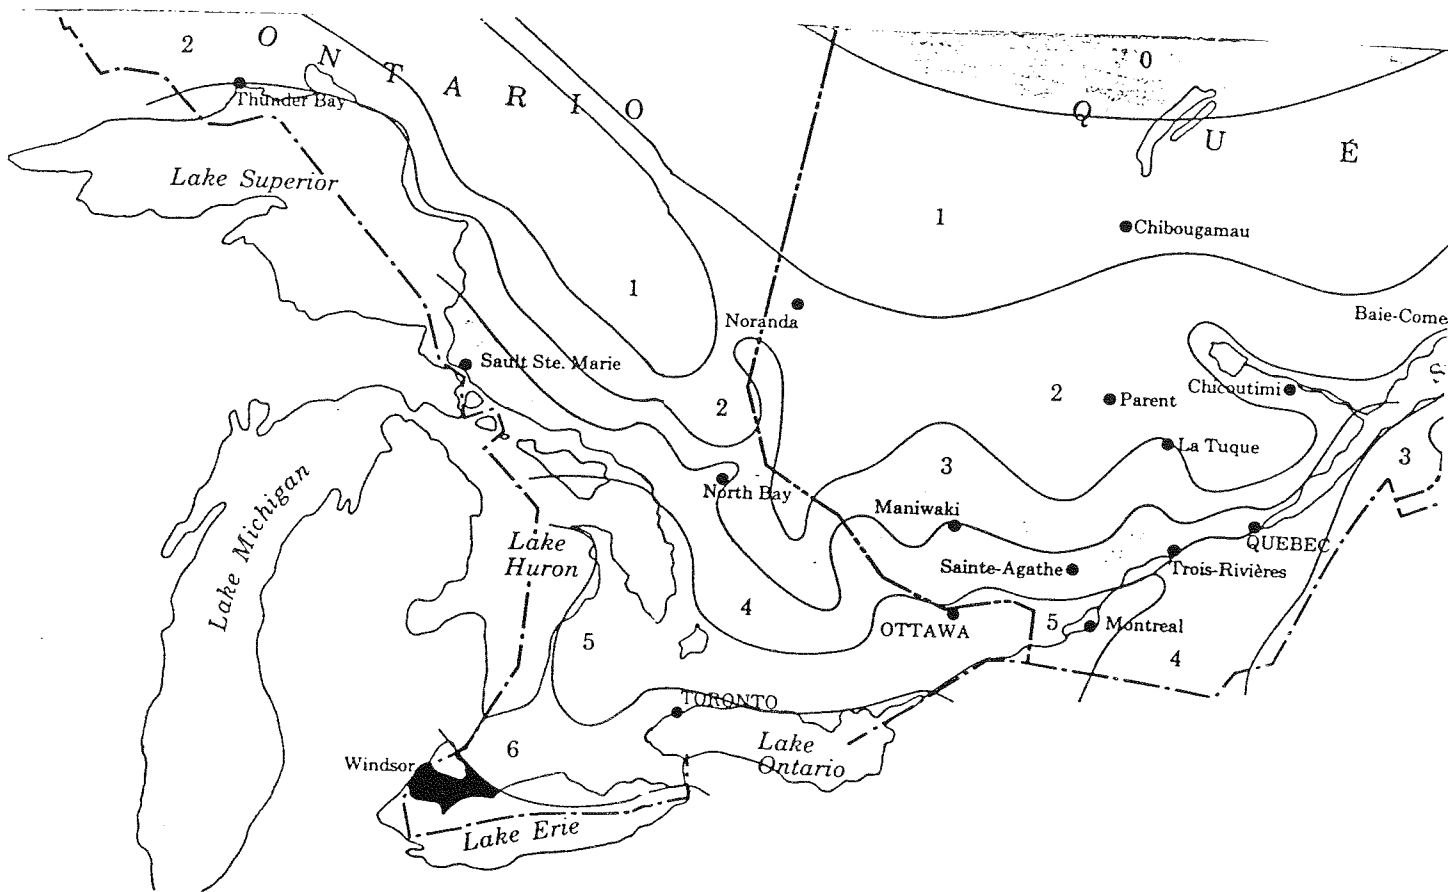 2
ONTARIO
0
QUÉ
Thunder Bay
Lake Superior
1
Chibougamau
1
Noranda
Baie-Come
Sault Ste. Marie
2
2
Parent
Chicoutimi
S
La Tuque
3
3
North Bay
Maniwaki
Lake Michigan
Lake
Huron
QUEBEC
Sainte-Agathe
Trois-Rivières
4
5
OTTAWA
5
Montreal
4
TORONTO
6
Windsor
Lake
Ontario
Lake Erie